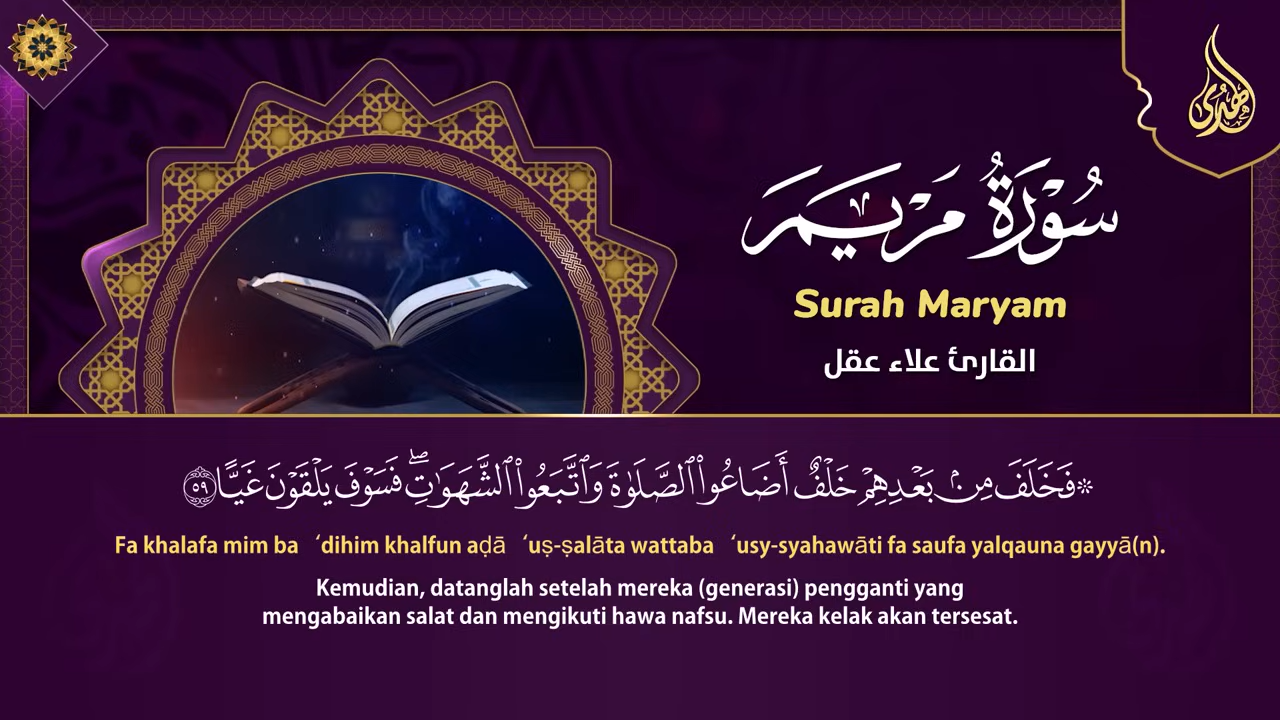 الهدى
سُوْرَةُ مَرْيَـمَ
Surah Maryam
القارئ علاء عقل
۞فَخَلَفَ مِنۢ بَعْدِهِمْ خَلْفٌ أَضَاعُوا۟ ٱلصَّلَوٰةَ وَٱتَّبَعُوا۟ ٱلشَّهَوَٰتِ ۖ فَسَوْفَ يَلْقَوْنَ غَيًّا ٥٩
Fa khalafa mim ba ‘dihim khalfun aḍā ‘uṣ-ṣalāta wattaba ‘usy-syahawāti fa saufa yalqauna gayyā(n).
Kemudian, datanglah setelah mereka (generasi) pengganti yang
mengabaikan salat dan mengikuti hawa nafsu. Mereka kelak akan tersesat.